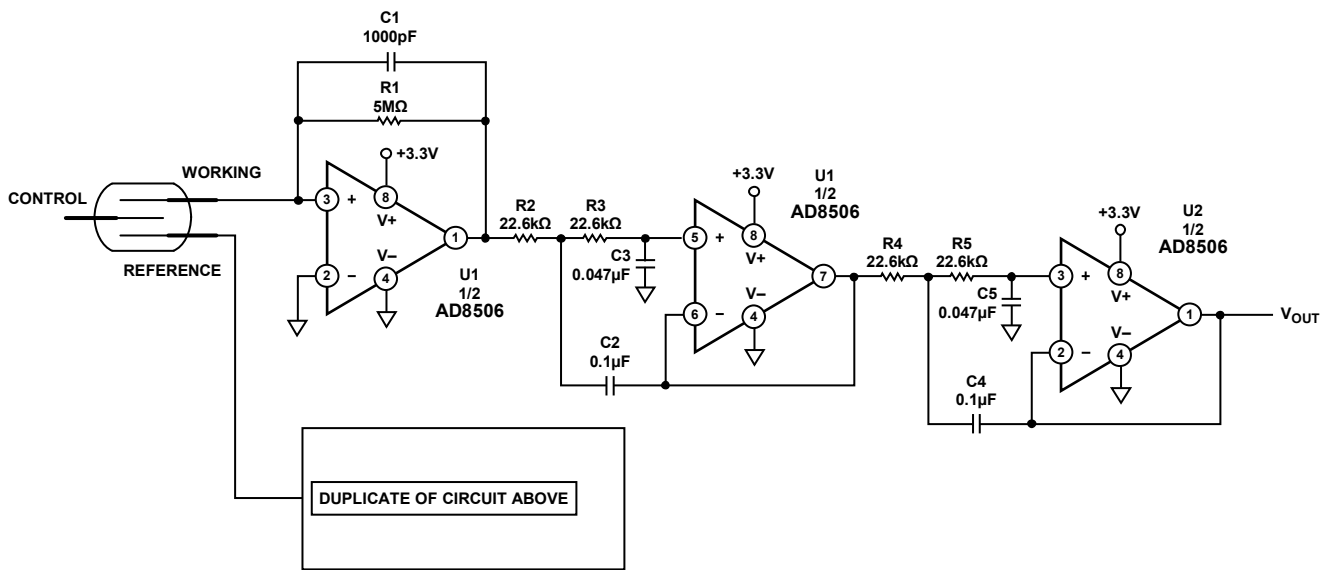 C1
1000pF
R1
5MΩ
+3.3V
WORKING
CONTROL
REFERENCE
3
+
8
V+
1
2
−
V–
4
U1
1/2
AD8506
R2
22.6kΩ
R3
22.6kΩ
C3
0.047µF
C2
0.1µF
+3.3V
U1
1/2
AD8506
5
+
8
V+
7
6
−
V–
4
R4
22.6kΩ
R5
22.6kΩ
C5
0.047µF
C4
0.1µF
+3.3V
U2
1/2
AD8506
3
+
8
V+
1
2
−
V–
4
VOUT
DUPLICATE OF CIRCUIT ABOVE